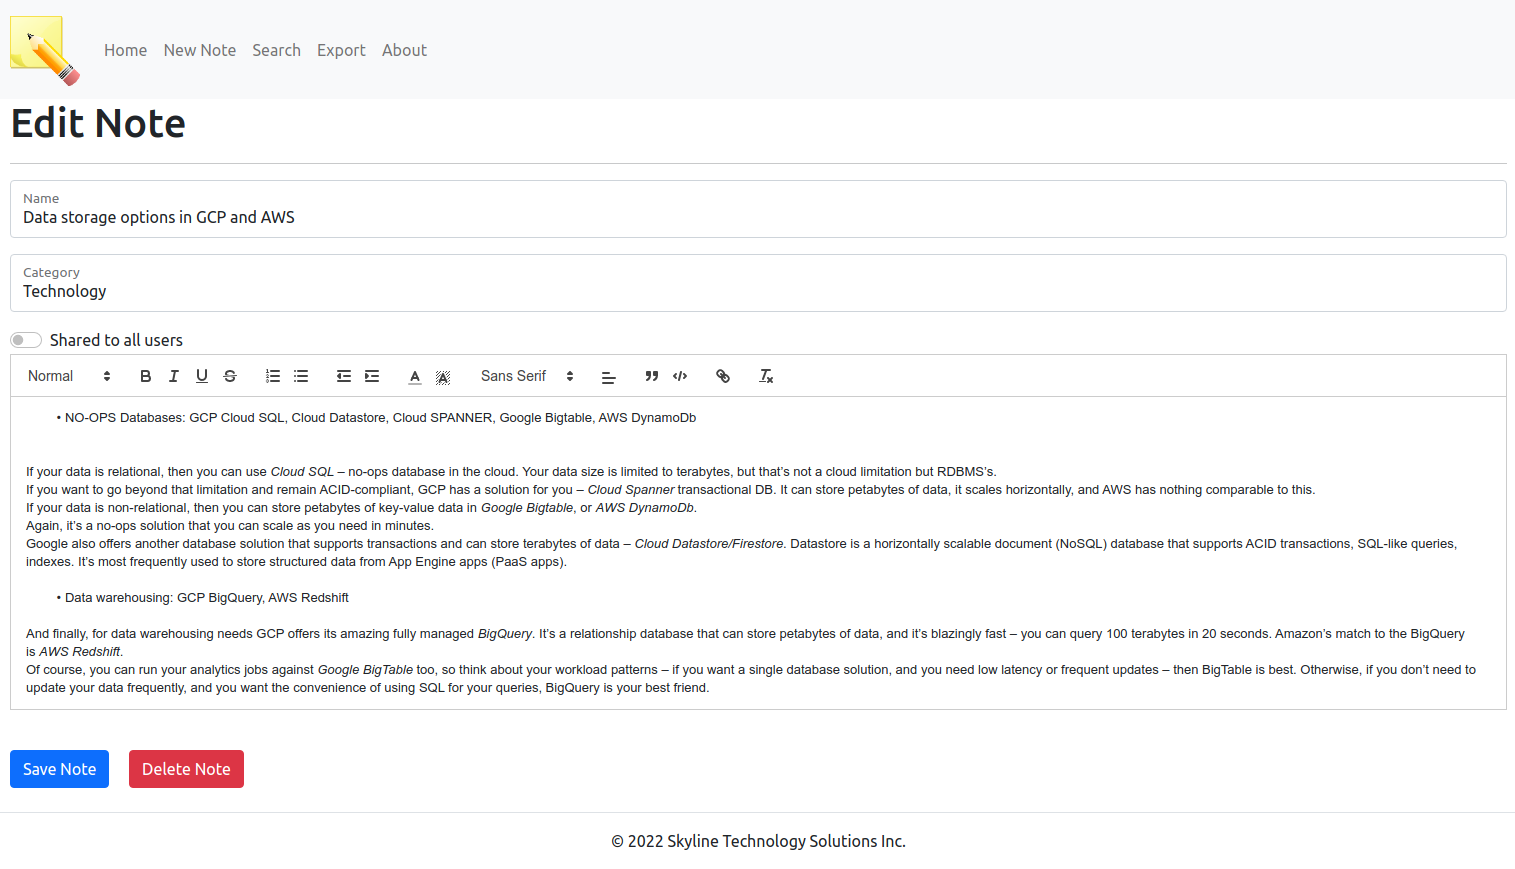 Home New Note Search Export About
Edit Note
Name
Data storage options in GCP and AWS
Category
Technology
Shared to all users
Normal Sans Serif
• NO-OPS Databases: GCP Cloud SQL, Cloud Datastore, Cloud SPANNER, Google Bigtable, AWS DynamoDb
If your data is relational, then you can use Cloud SQL – no-ops database in the cloud. Your data size is limited to terabytes, but that’s not a cloud limitation but RDBMS’s.
If you want to go beyond that limitation and remain ACID-compliant, GCP has a solution for you – Cloud Spanner transactional DB. It can store petabytes of data, it scales horizontally, and AWS has nothing comparable to this.
If your data is non-relational, then you can store petabytes of key-value data in Google Bigtable, or AWS DynamoDb.
Again, it’s a no-ops solution that you can scale as you need in minutes.
Google also offers another database solution that supports transactions and can store terabytes of data – Cloud Datastore/Firestore. Datastore is a horizontally scalable document (NoSQL) database that supports ACID transactions, SQL-like queries,
indexes. It’s most frequently used to store structured data from App Engine apps (PaaS apps).
• Data warehousing: GCP BigQuery, AWS Redshift
And finally, for data warehousing needs GCP offers its amazing fully managed BigQuery. It’s a relationship database that can store petabytes of data, and it’s blazingly fast – you can query 100 terabytes in 20 seconds. Amazon’s match to the BigQuery
is AWS Redshift.
Of course, you can run your analytics jobs against Google BigTable too, so think about your workload patterns – if you want a single database solution, and you need low latency or frequent updates – then BigTable is best. Otherwise, if you don’t need to
update your data frequently, and you want the convenience of using SQL for your queries, BigQuery is your best friend.
Save Note Delete Note
© 2022 Skyline Technology Solutions Inc.